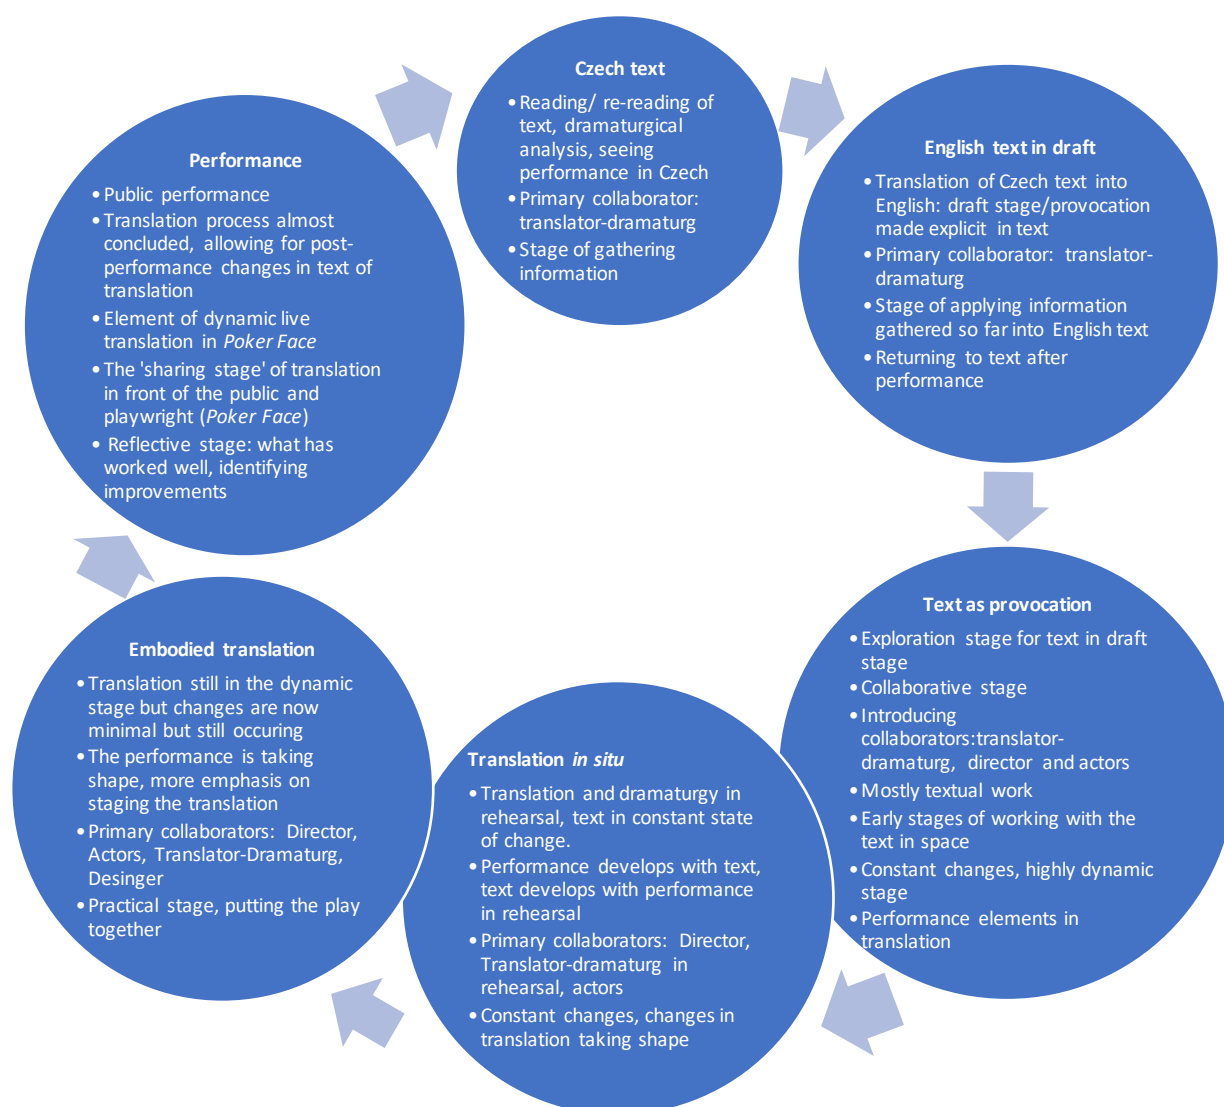 Czech text
• Reading/ re-reading of
text, dramaturgical
analysis, seeing
performance in Czech
• Primary collaborator:
translator-dramaturg
• Stage of gathering
information
English text in draft
• Translation of Czech text into
English: draft stage/provocation
made explicit in text
• Primary collaborator: translator-
dramaturg
• Stage of applying information
gathered so far into English text
• Returning to text after
performance
Text as provocation
• Exploration stage for text in draft
stage
• Collaborative stage
• Introducing
collaborators:translator-
dramaturg, director and actors
• Mostly textual work
• Early stages of working with the
text in space
• Constant changes, highly dynamic
stage
• Performance elements in
translation
Translation in situ
• Translation and dramaturgy in
rehearsal, text in constant state
of change.
• Performance develops with text,
text develops with performance
in rehearsal
• Primary collaborators: Director,
Translator-dramaturg in
rehearsal, actors
• Constant changes, changes in
translation taking shape
Embodied translation
• Translation still in the dynamic
stage but changes are now
minimal but still occuring
• The performance is taking
shape, more emphasis on
staging the translation
• Primary collaborators: Director,
Actors, Translator-Dramaturg,
Desinger
• Practical stage, putting the play
together
Performance
• Public performance
• Translation process almost
concluded, allowing for post-
performance changes in text of
translation
• Element of dynamic live
translation in Poker Face
• The 'sharing stage' of translation
in front of the public and
playwright (Poker Face)
• Reflective stage: what has
worked well, identifying
improvements